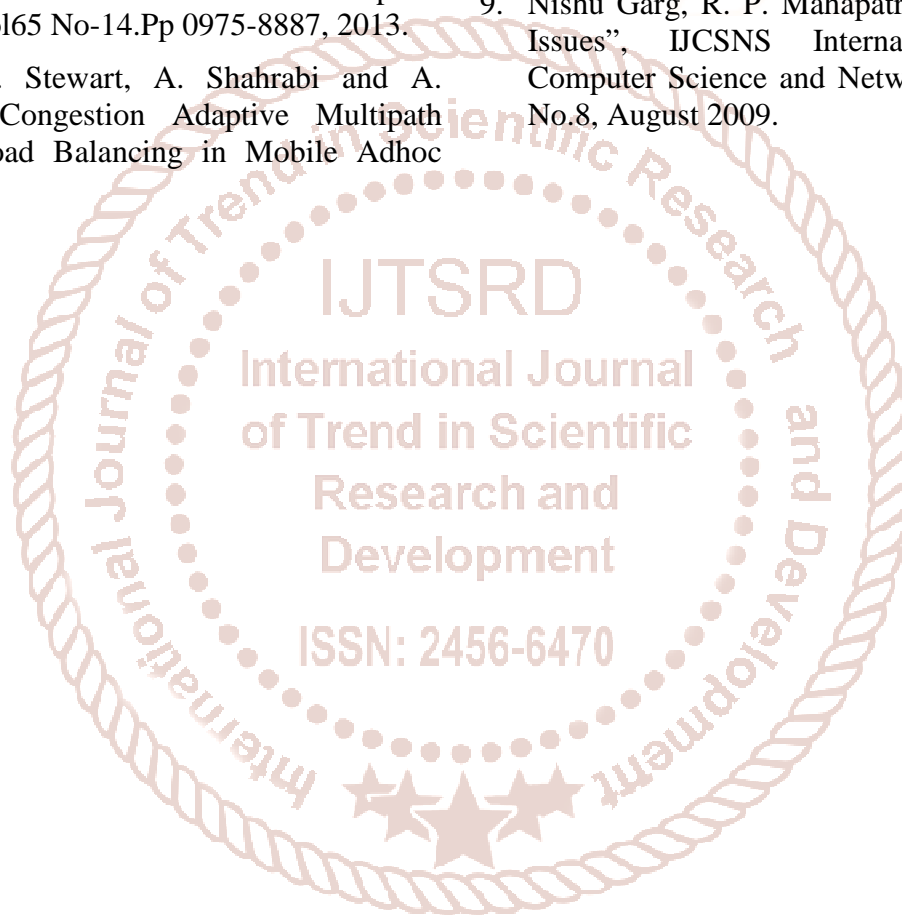 ol65 No-14.Pp 0975-8887, 2013.
Stewart, A. Shahrabi and A.
Congestion Adaptive Multipath
oad Balancing in Mobile Adhoc
9. Nishu Garg, R. P. Mahapatr
Issues”, IJCSNS Interna
Computer Science and Netw
No.8, August 2009.
International Journal of Trend in Scientific Research and Development
IJTSRD
International Journal
of Trend in Scientific
Research and
Development
ISSN: 2456-6470